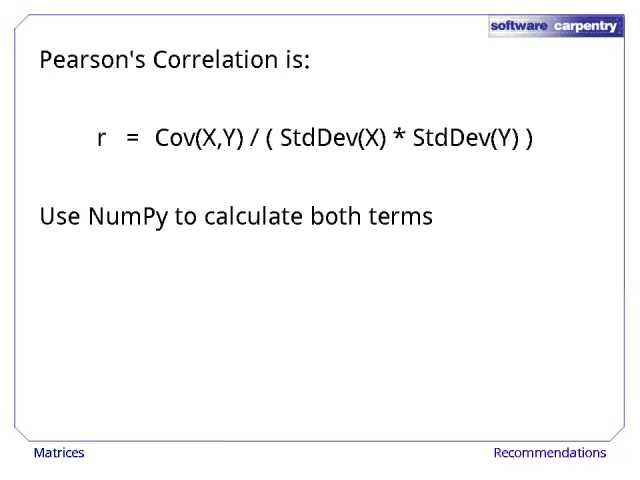 software carpentry
Pearson's Correlation is:
r = Cov(X,Y) / ( StdDev(X) * StdDev(Y) )
Use NumPy to calculate both terms
Matrices
Recommendations